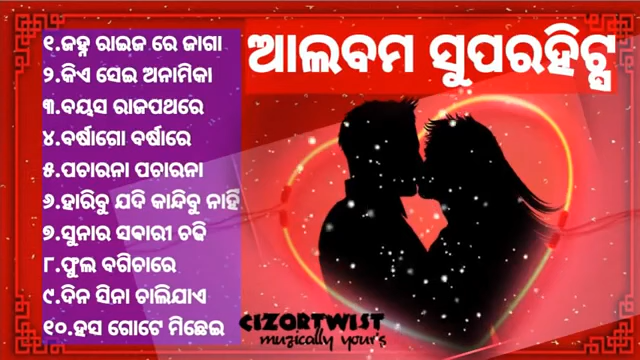 ଆଲବମ ସୁପରହିଟ୍ସ
୧.ଜହ୍ନ ରାଇଜ ରେ ଜାଗା
୨.କିଏ ସେଇ ଅନାମିକା
୩.ବୟସ ରାଜପଥରେ
୪.ବର୍ଷାଗୋ ବର୍ଷାରେ
୫.ପଚାରନା ପଚାରନା
୬.ହାରିବୁ ଯଦି କାନ୍ଦିବୁ ନାହିଁ
୭.ସୁନାର ସବାରୀ ଚଢି
୮.ଫୁଲ ବଗିଚାରେ
୯.ଦିନ ସିନା ଚାଲିଯାଏ
୧୦.ହସ ଗୋଟେ ମିଛେଇ
CIZORTWIST
muzically your's